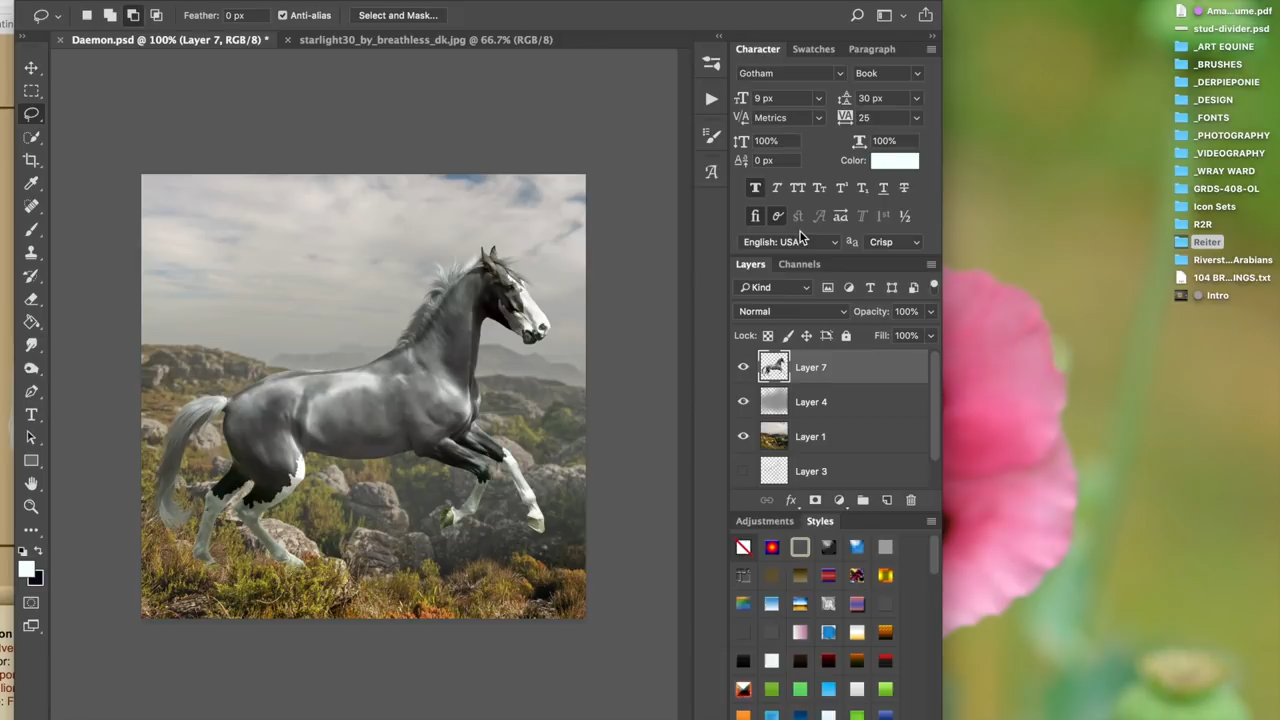 Feather: 0 px Anti-alias Select and Mask...
Daemon.psd @ 100% (Layer 7, RGB/8) * starlight30_by_breathless_dk.jpg @ 66.7% (RGB/8)
Character Swatches Paragraph
Gotham Book
9 px 30 px
Metrics 25
100% 100%
0 px Color:
English: USA Crisp
Layers Channels
Kind
Normal Opacity: 100%
Lock: Fill: 100%
Layer 7
Layer 4
Layer 1
Layer 3
Adjustments Styles
Ama...ume.pdf
stud-divider.psd
_ART EQUINE
_BRUSHES
_DERPIEPONIE
_DESIGN
_FONTS
_PHOTOGRAPHY
_VIDEOGRAPHY
_WRAY WARD
GRDS-408-OL
Icon Sets
R2R
Reiter
Riverst...Arabians
104 BR...INGS.txt
Intro